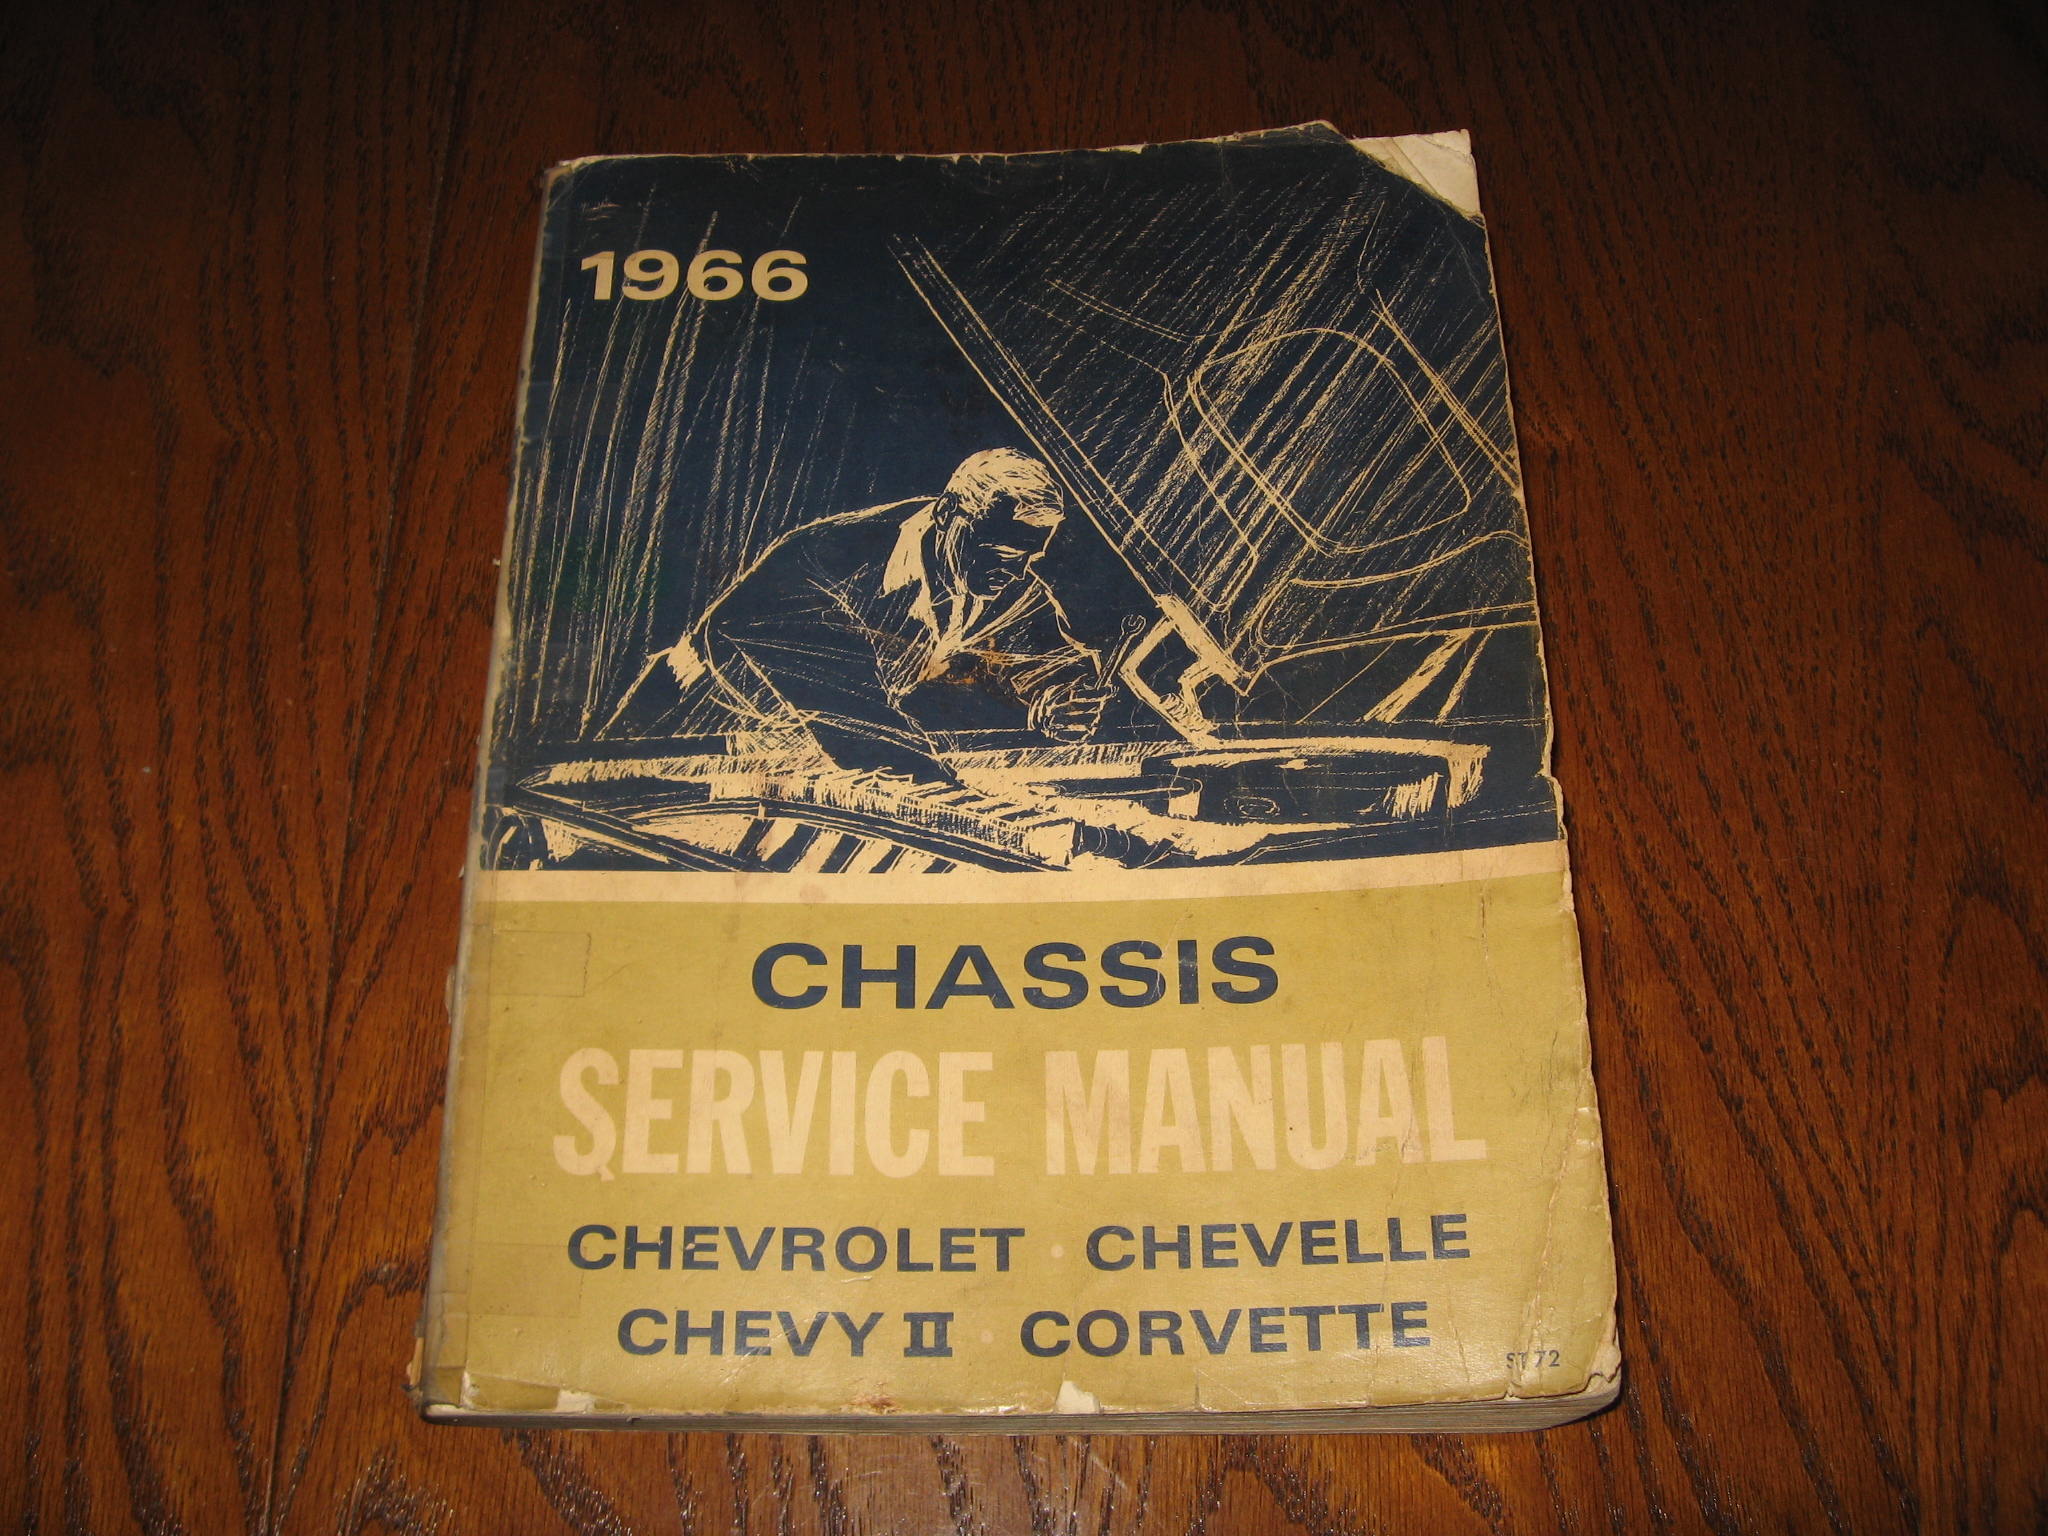 1966
CHASSIS
SERVICE MANUAL
CHEVROLET • CHEVELLE
CHEVY II • CORVETTE
ST 72